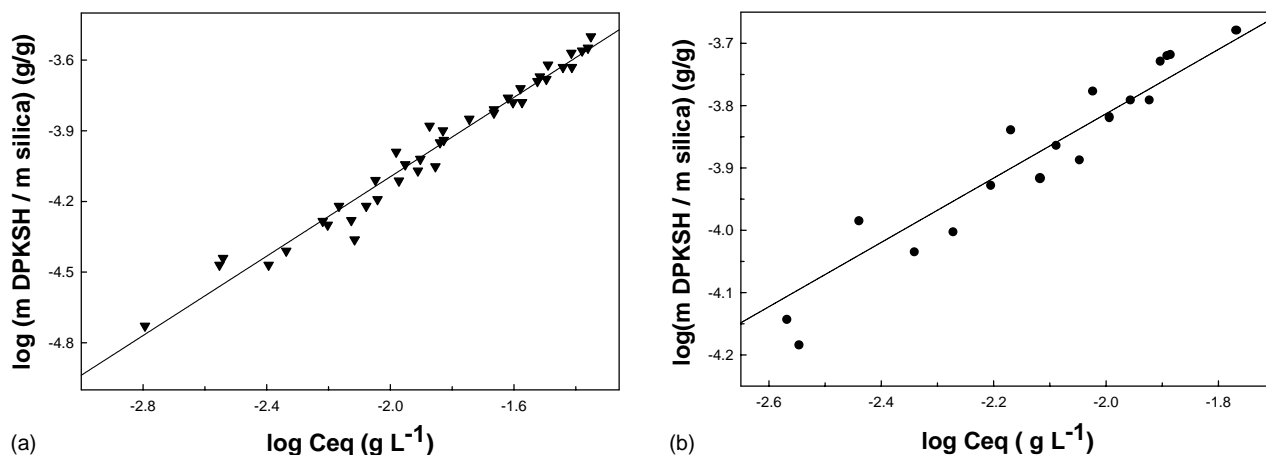 log (m DPKSH / m silica) (g/g)
-3.6
-3.9
-4.2
-4.5
-4.8
-2.8 -2.4 -2.0 -1.6
(a) log Ceq (g L-1)
log(m DPKSH / m silica) (g/g)
-3.7
-3.8
-3.9
-4.0
-4.1
-4.2
-2.6 -2.4 -2.2 -2.0 -1.8
(b) log Ceq ( g L-1)